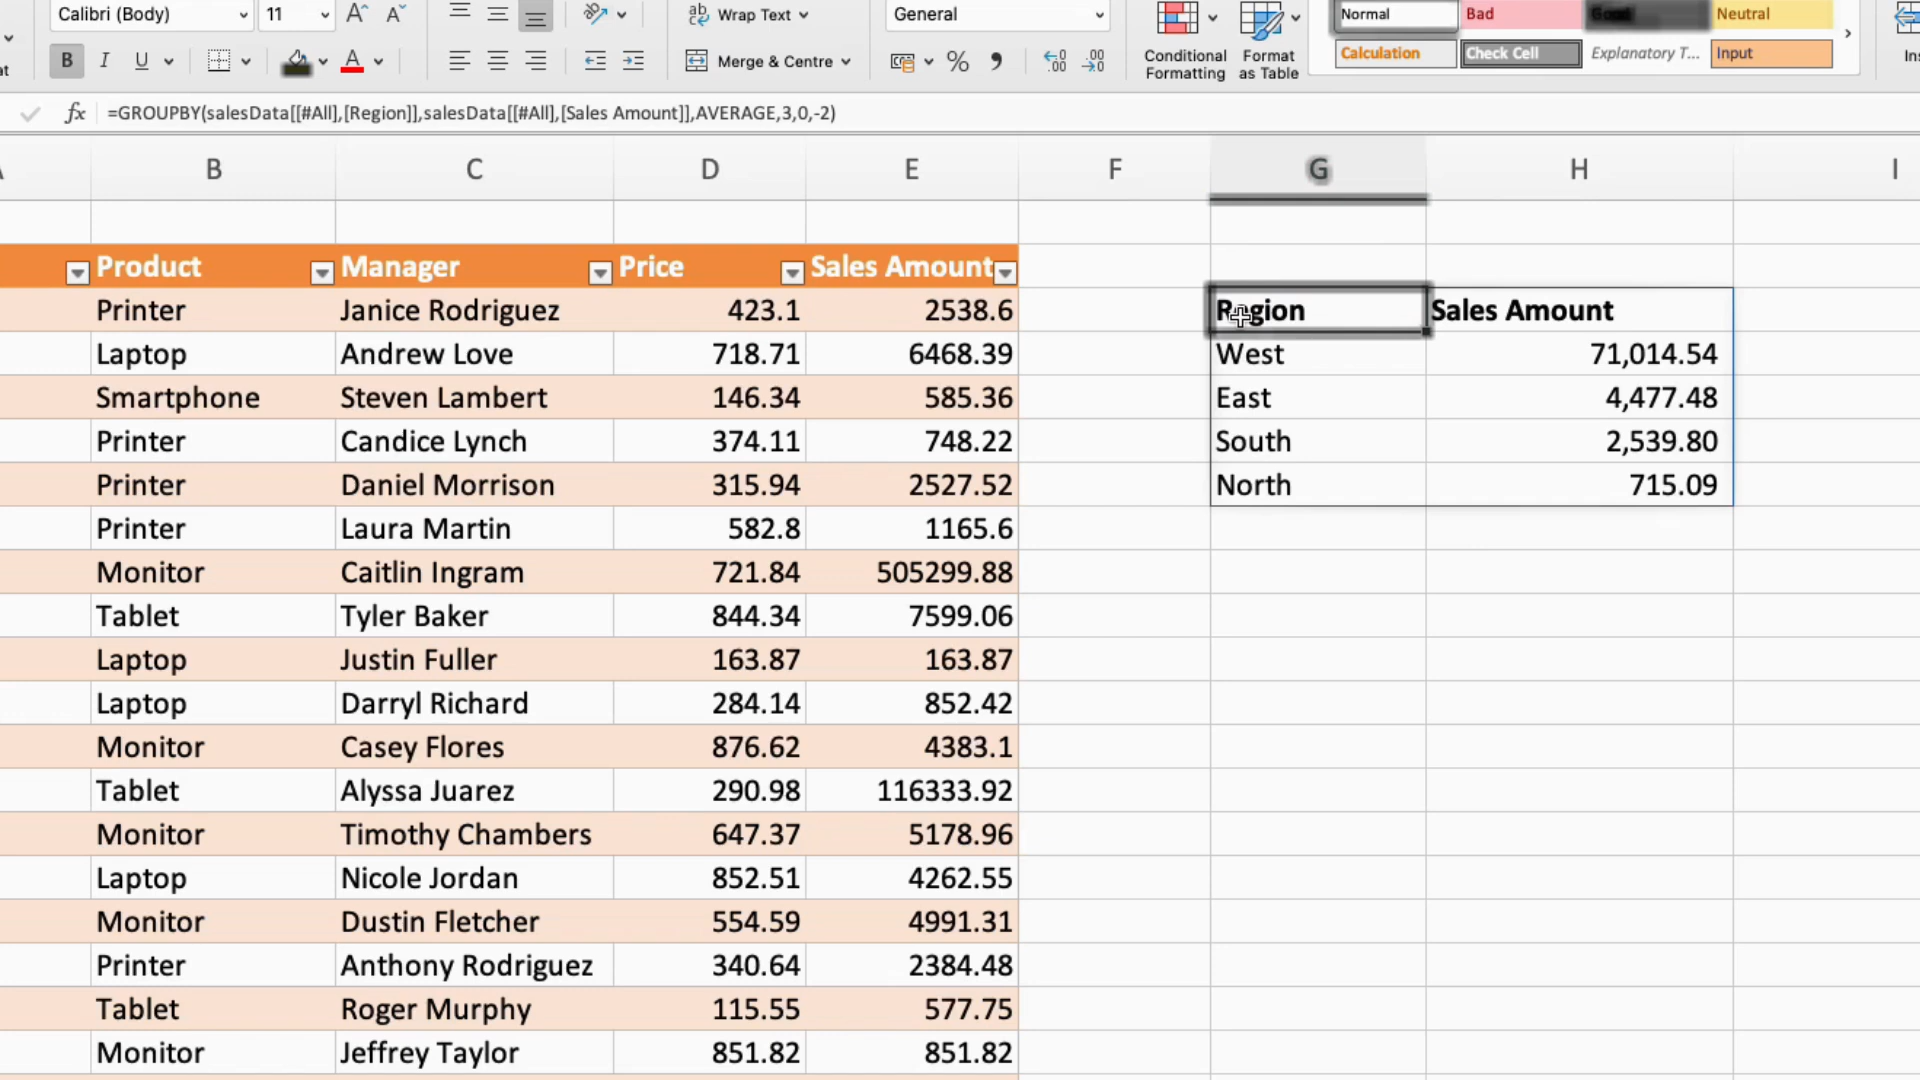 Calibri (Body) 11 A A Wrap Text General Normal Bad Good Neutral
B I U A Merge & Centre % Conditional Formatting Format as Table Calculation Check Cell Explanatory T... Input
fx =GROUPBY(salesData[[#All],[Region]],salesData[[#All],[Sales Amount]],AVERAGE,3,0,-2)
B C D E F G H I
Product Manager Price Sales Amount
Printer Janice Rodriguez 423.1 2538.6 Region Sales Amount
Laptop Andrew Love 718.71 6468.39 West 71,014.54
Smartphone Steven Lambert 146.34 585.36 East 4,477.48
Printer Candice Lynch 374.11 748.22 South 2,539.80
Printer Daniel Morrison 315.94 2527.52 North 715.09
Printer Laura Martin 582.8 1165.6
Monitor Caitlin Ingram 721.84 505299.88
Tablet Tyler Baker 844.34 7599.06
Laptop Justin Fuller 163.87 163.87
Laptop Darryl Richard 284.14 852.42
Monitor Casey Flores 876.62 4383.1
Tablet Alyssa Juarez 290.98 116333.92
Monitor Timothy Chambers 647.37 5178.96
Laptop Nicole Jordan 852.51 4262.55
Monitor Dustin Fletcher 554.59 4991.31
Printer Anthony Rodriguez 340.64 2384.48
Tablet Roger Murphy 115.55 577.75
Monitor Jeffrey Taylor 851.82 851.82